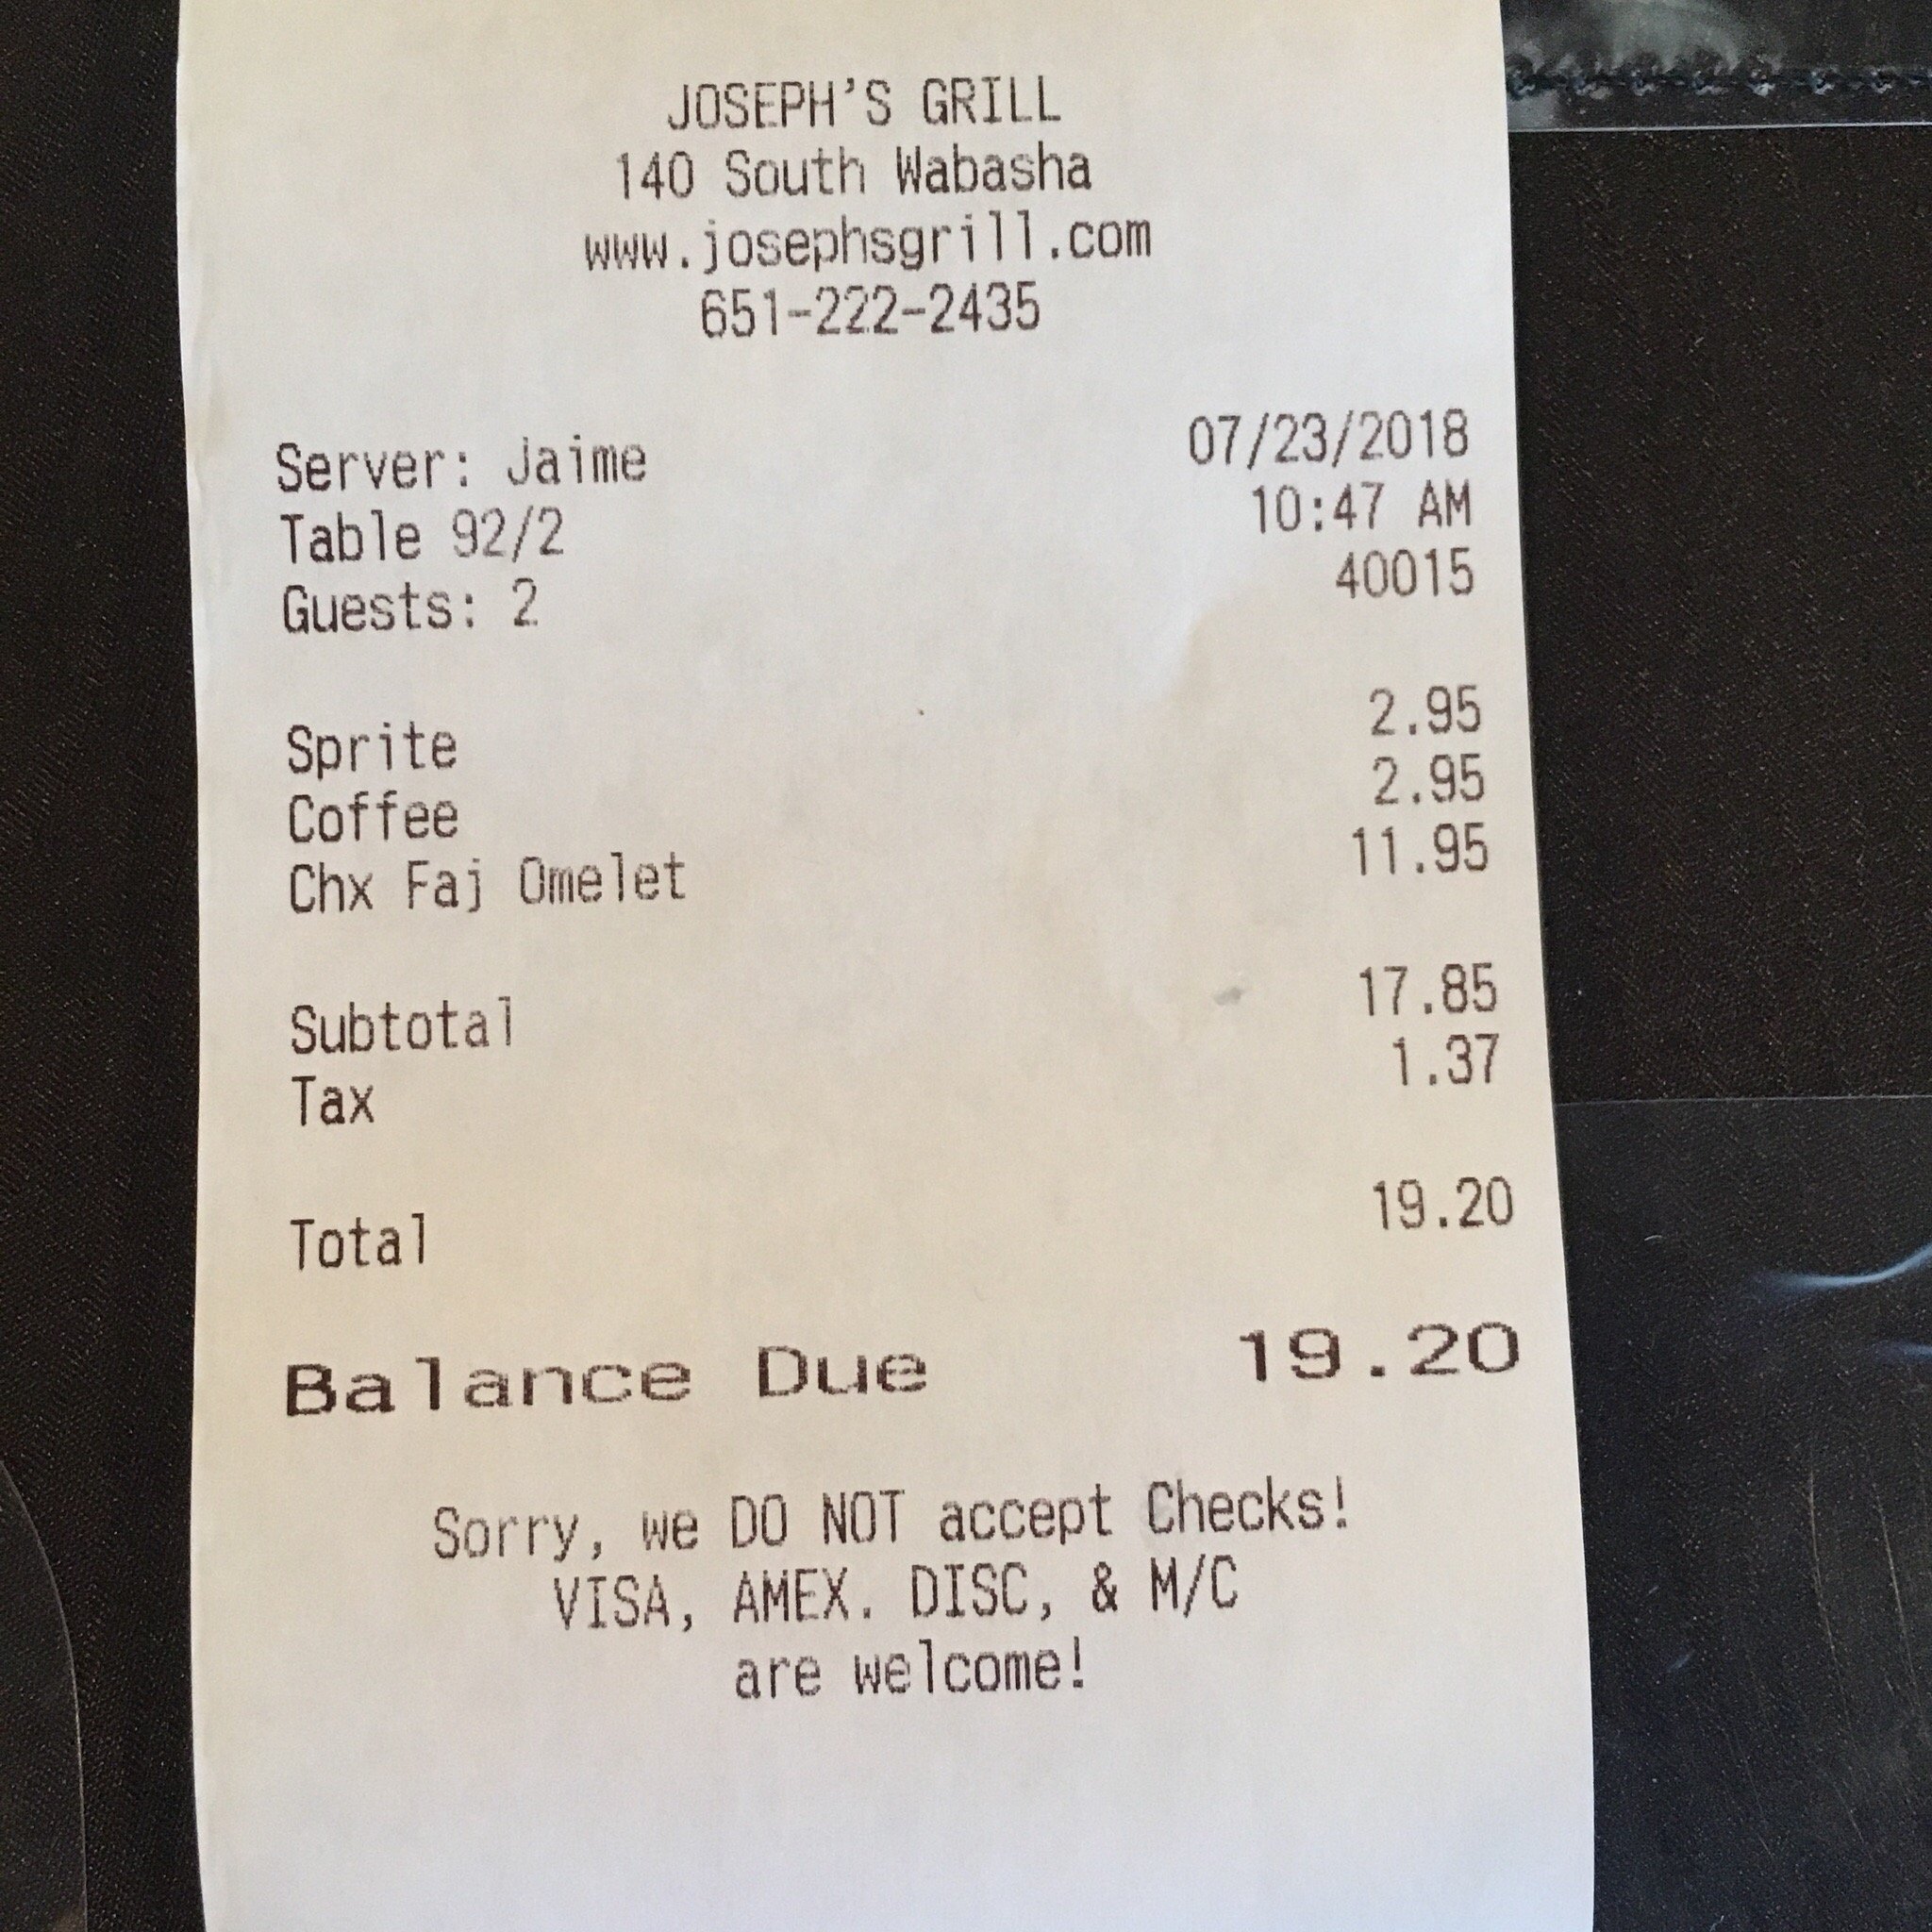 JOSEPH'S GRILL
140 South Wabasha
www.josephsgrill.com
651-222-2435
Server: Jaime 07/23/2018
Table 92/2 10:47 AM
Guests: 2 40015
Sprite 2.95
Coffee 2.95
Chx Faj Omelet 11.95
Subtotal 17.85
Tax 1.37
Total 19.20
Balance Due 19.20
Sorry, we DO NOT accept Checks!
VISA, AMEX. DISC, & M/C
are welcome!